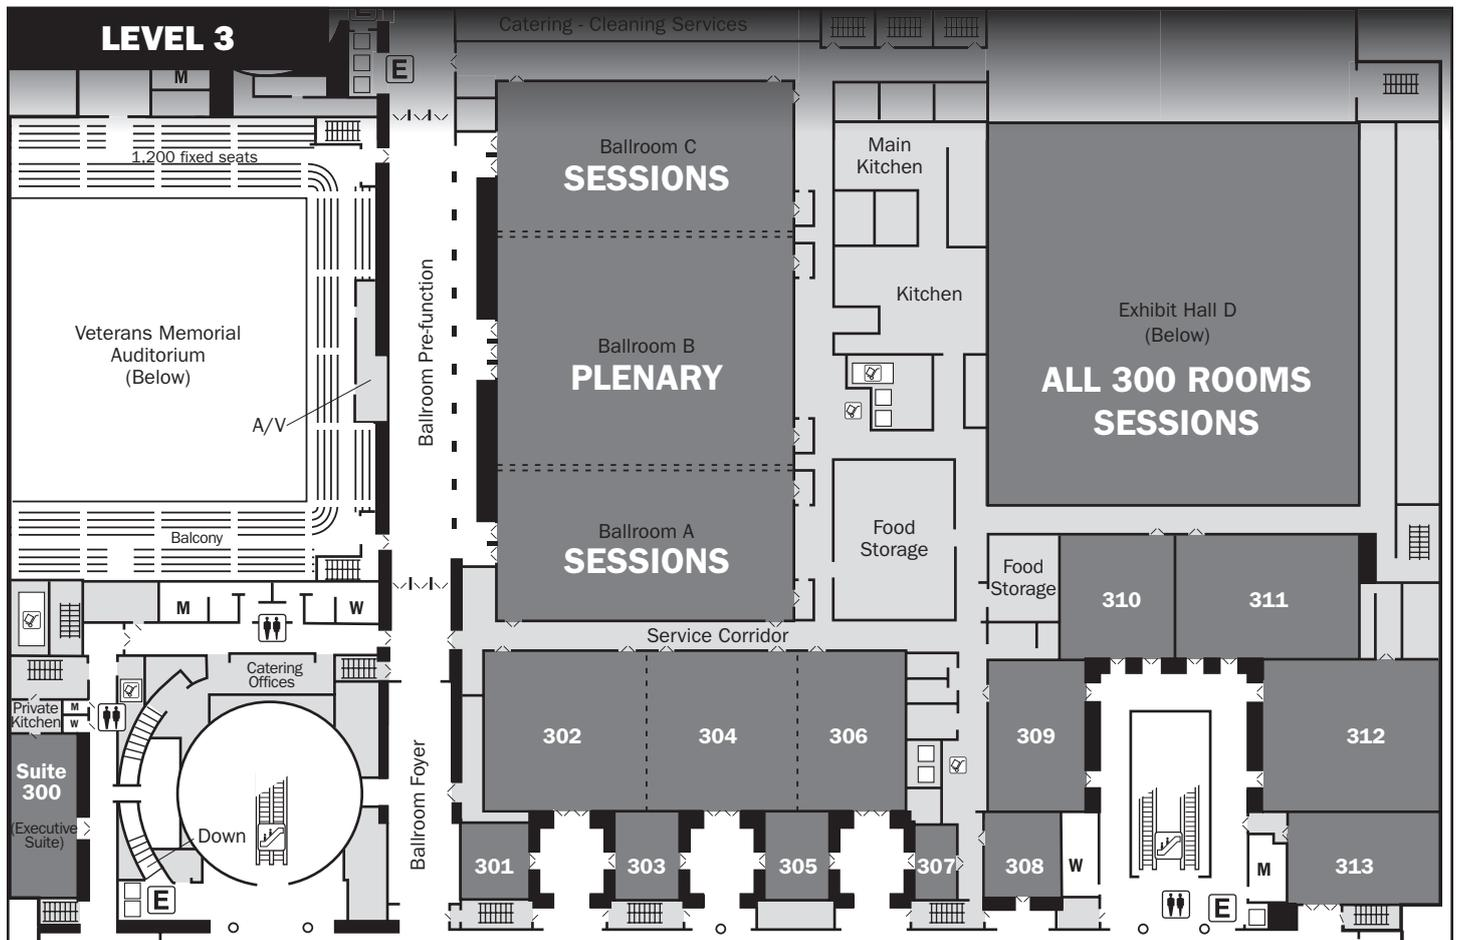 LEVEL 3
Catering - Cleaning Services
E
M
1,200 fixed seats
Ballroom C
SESSIONS
Main
Kitchen
Kitchen
Veterans Memorial
Auditorium
(Below)
A/V
Ballroom Pre-function
Ballroom B
PLENARY
Exhibit Hall D
(Below)
ALL 300 ROOMS
SESSIONS
Balcony
Ballroom A
SESSIONS
Food
Storage
Food
Storage
310
311
M
W
Service Corridor
Catering
Offices
Private
Kitchen
M
W
Suite
300
(Executive
Suite)
Down
E
Ballroom Foyer
302
304
306
309
312
301
303
305
307
308
W
M
313
E